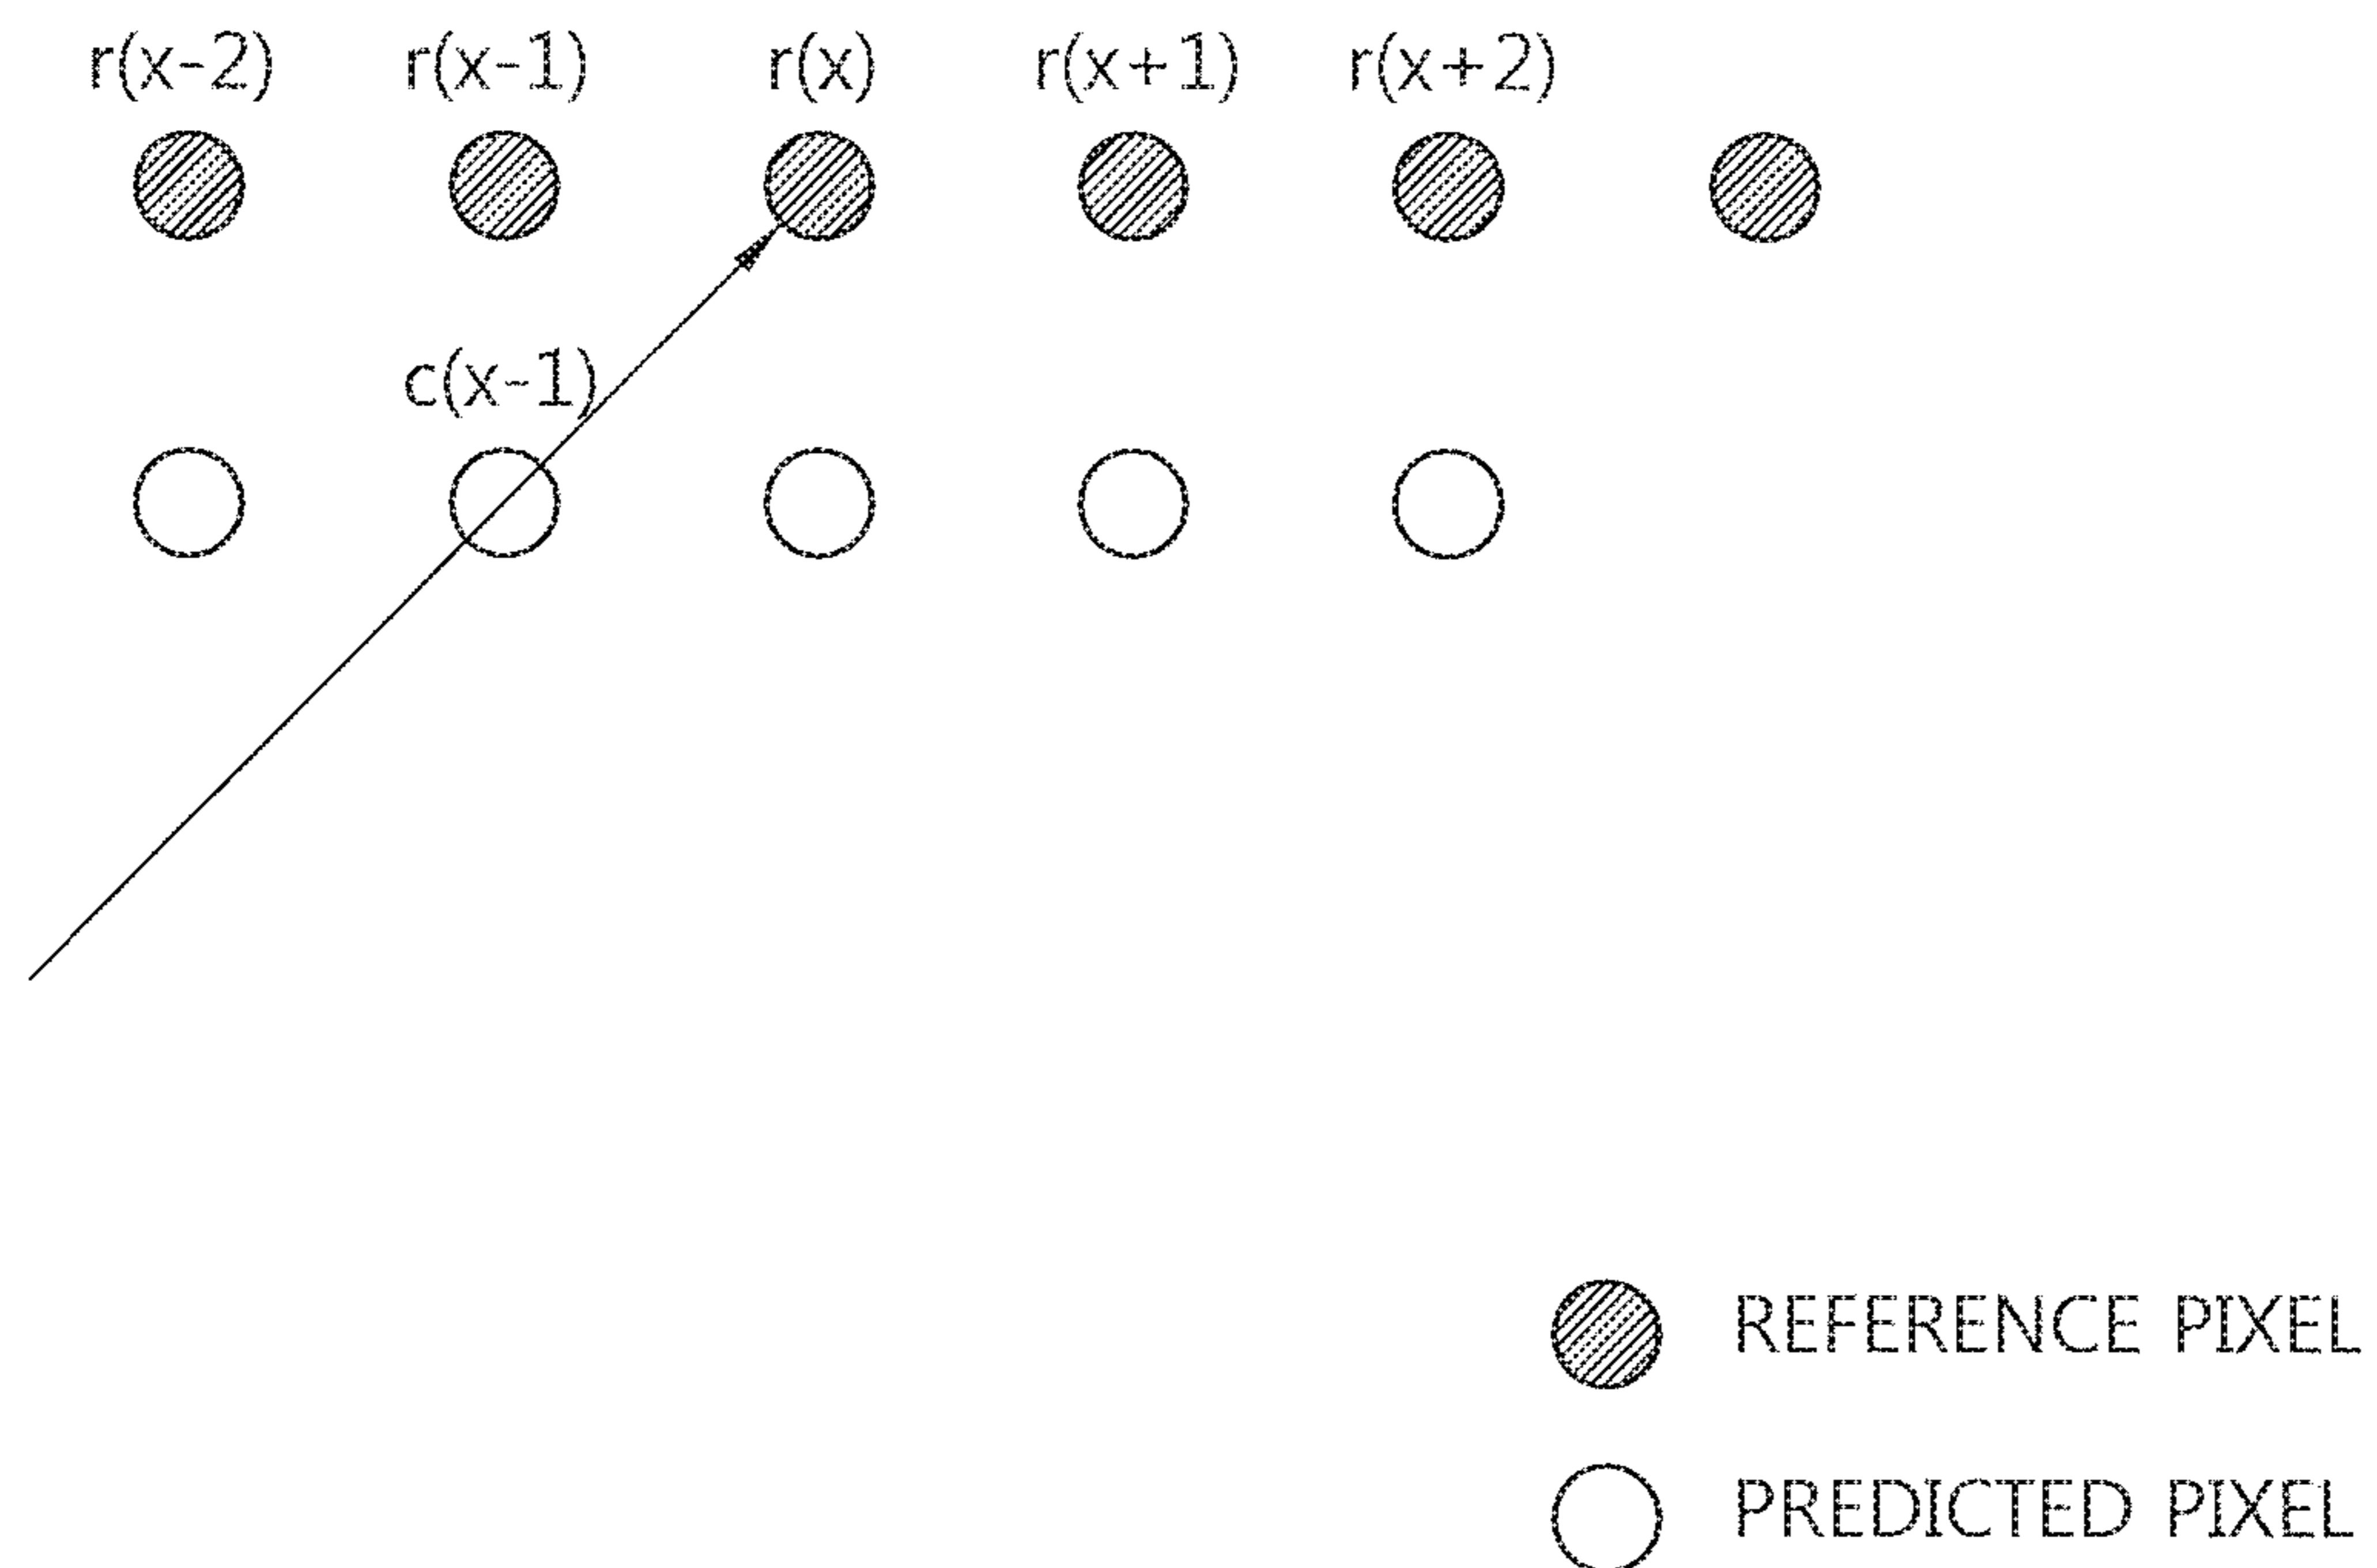 r(x-2) r(x-1) r(x) r(x+1) r(x+2)
c(x-1)
REFERENCE PIXEL
PREDICTED PIXEL